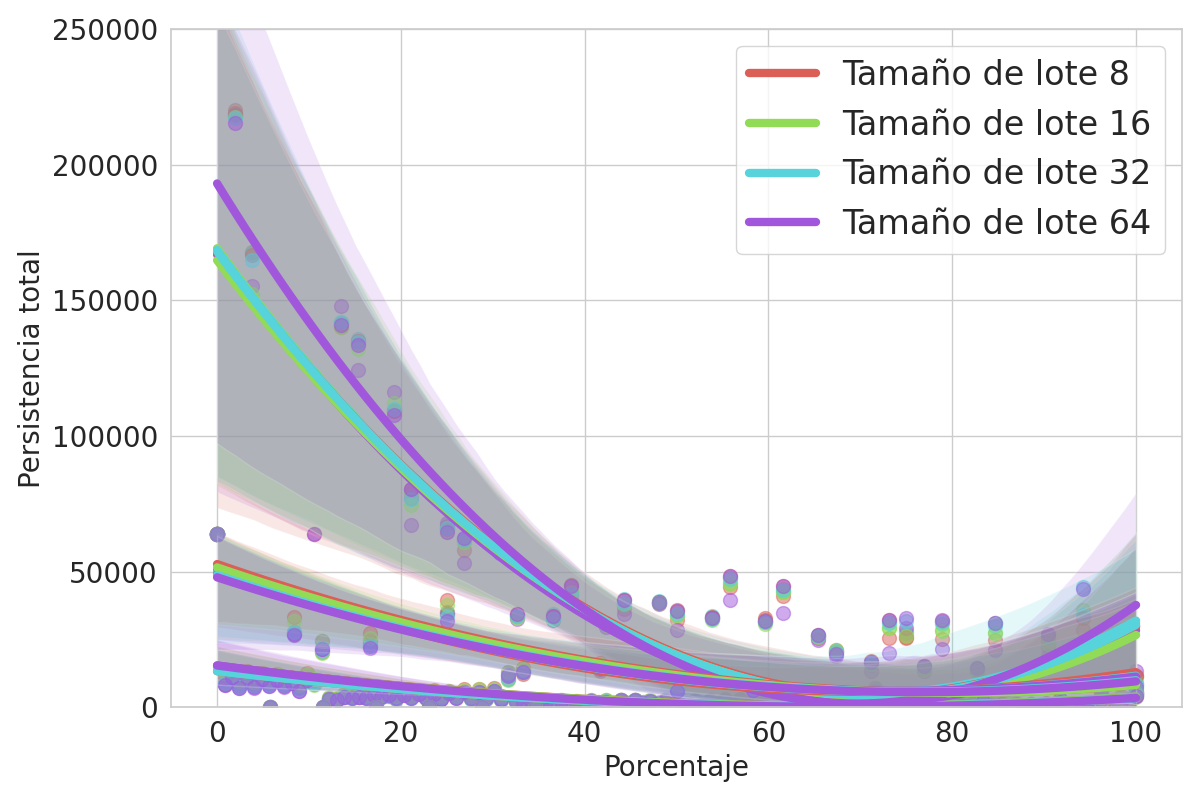 250000
200000
150000
100000
50000
0
Persistencia total
Tamaño de lote 8
Tamaño de lote 16
Tamaño de lote 32
Tamaño de lote 64
0 20 40 60 80 100
Porcentaje